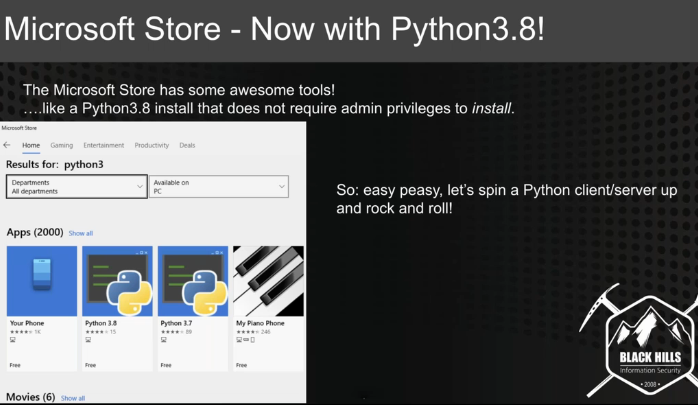 Microsoft Store - Now with Python3.8!
The Microsoft Store has some awesome tools!
….like a Python3.8 install that does not require admin privileges to install.
Microsoft Store
Home Gaming Entertainment Productivity Deals
Results for: python3
Departments
All departments
Available on
PC
Apps (2000) Show all
Your Phone
★★★★★ 1K
Free
Python 3.8
★★★★★ 15
Free
Python 3.7
★★★★★ 39
Free
My Piano Phone
★★★★★ 246
Free
Movies (6) Show all
So: easy peasy, let's spin a Python client/server up
and rock and roll!
BLACK HILLS
Information Security
• 2008 •